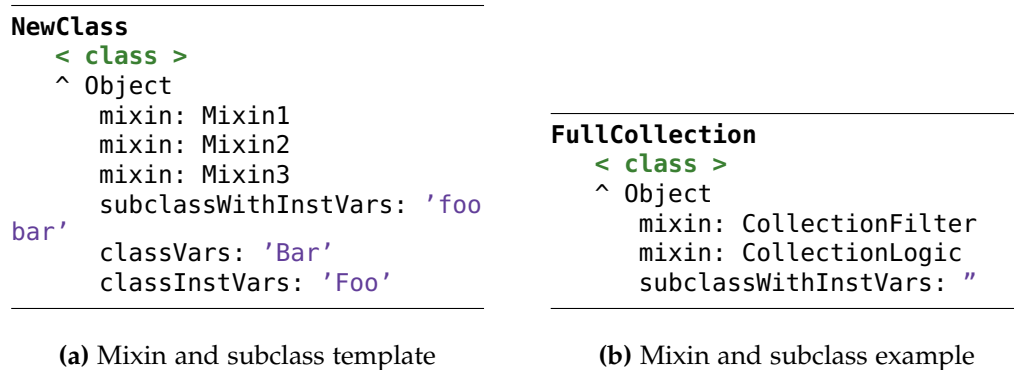 NewClass
< class >
^ Object
mixin: Mixin1
mixin: Mixin2
mixin: Mixin3
subclassWithInstVars: ’foo
bar’
classVars: ’Bar’
classInstVars: ’Foo’
(a) Mixin and subclass template
FullCollection
< class >
^ Object
mixin: CollectionFilter
mixin: CollectionLogic
subclassWithInstVars: ”
(b) Mixin and subclass example